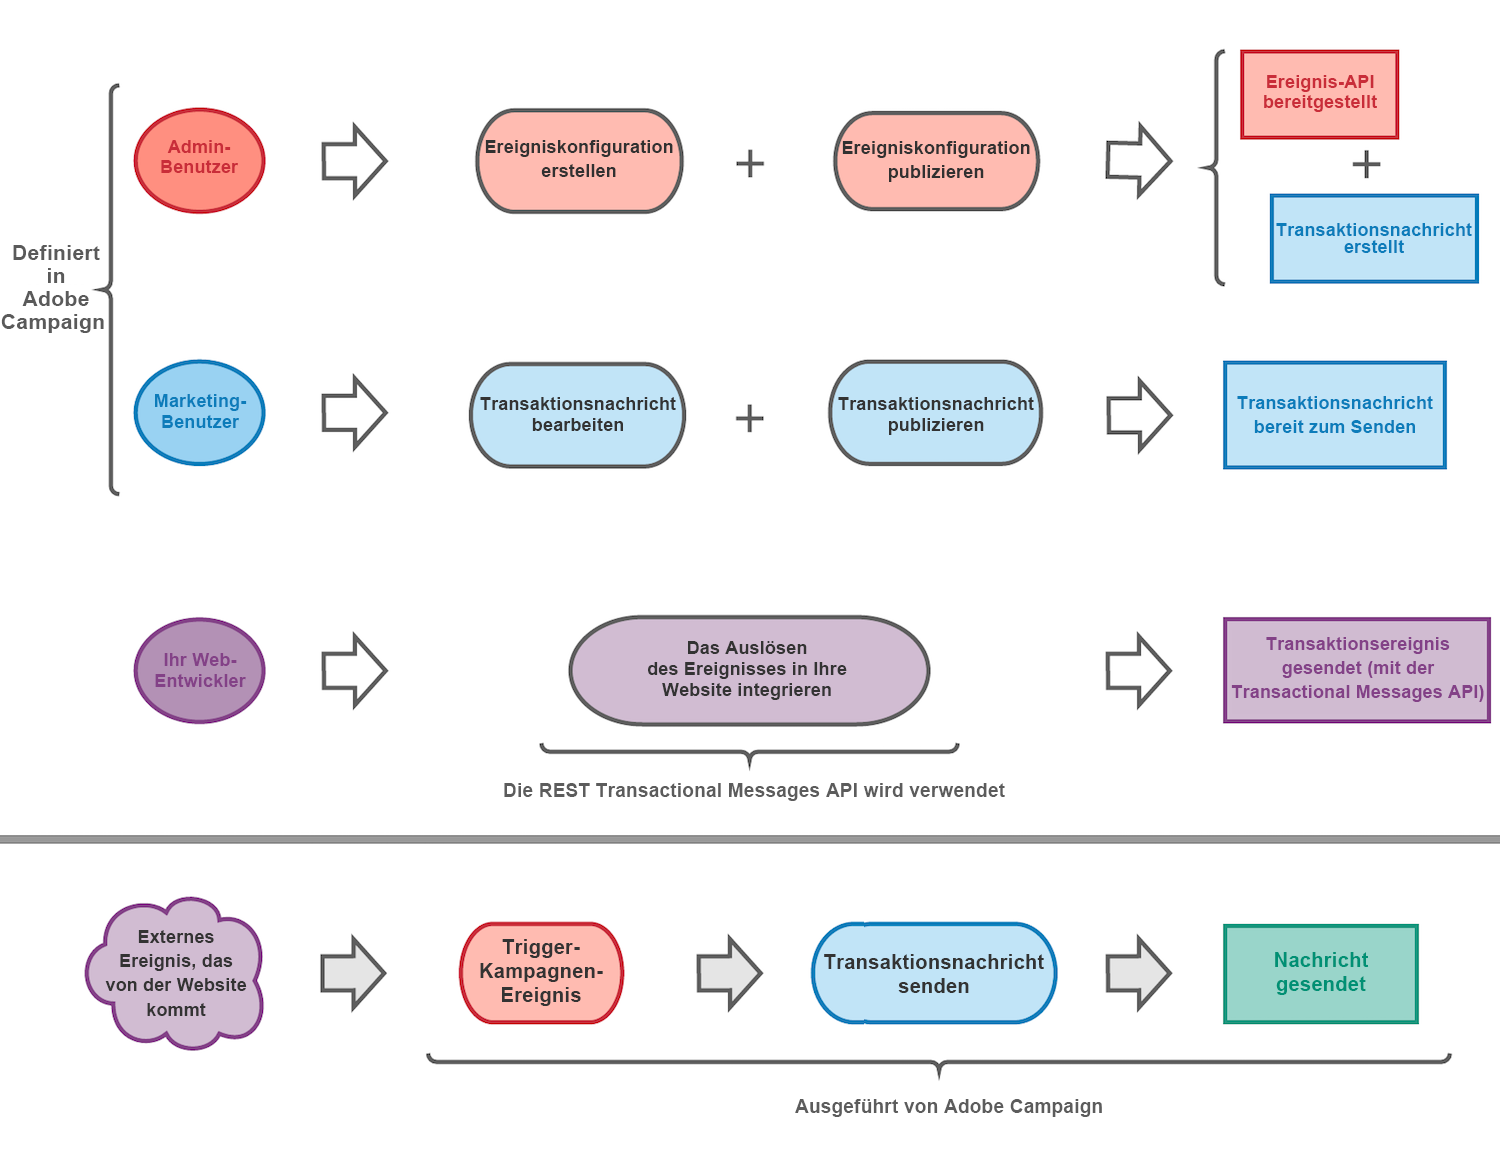 Definiert
in
Adobe
Campaign
Admin-
Benutzer
Ereigniskonfiguration
erstellen
+
Ereigniskonfiguration
publizieren
Ereignis-API
bereitgestellt
+
Transaktionsnachricht
erstellt
Marketing-
Benutzer
Transaktionsnachricht
bearbeiten
+
Transaktionsnachricht
publizieren
Transaktionsnachricht
bereit zum Senden
Ihr Web-
Entwickler
Das Auslösen
des Ereignisses in Ihre
Website integrieren
Transaktionsereignis
gesendet (mit der
Transactional Messages API)
Die REST Transactional Messages API wird verwendet
Externes
Ereignis, das
von der Website
kommt
Trigger-
Kampagnen-
Ereignis
Transaktionsnachricht
senden
Nachricht
gesendet
Ausgeführt von Adobe Campaign